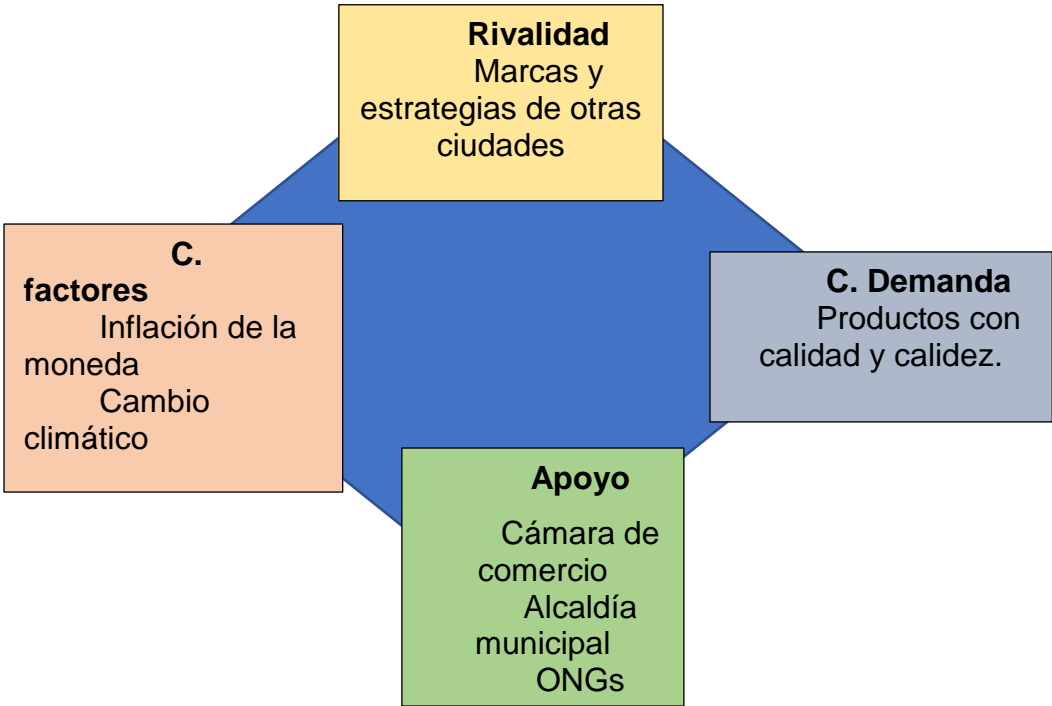 Rivalidad
Marcas y
estrategias de otras
ciudades
C.
factores
Inflación de la
moneda
Cambio
climático
C. Demanda
Productos con
calidad y calidez.
Apoyo
Cámara de
comercio
Alcaldía
municipal
ONGs